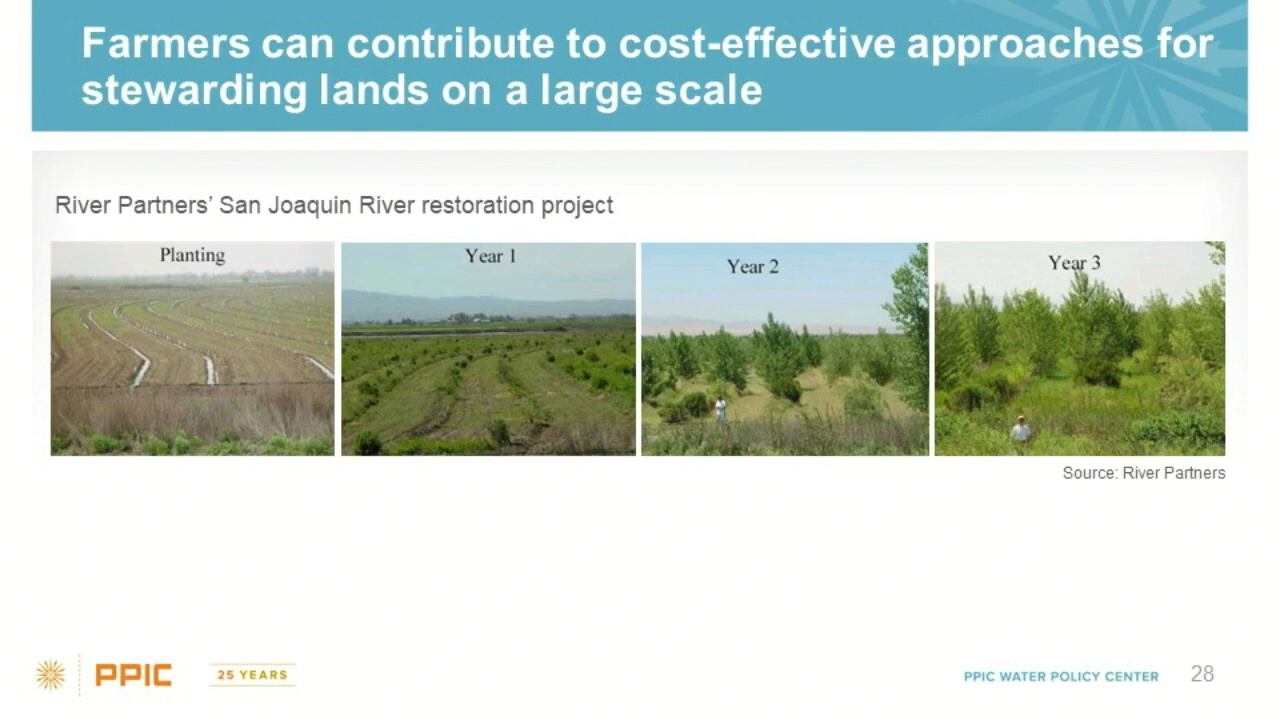 Farmers can contribute to cost-effective approaches for
stewarding lands on a large scale
River Partners’ San Joaquin River restoration project
Planting
Year 1
Year 2
Year 3
Source: River Partners
PPIC
25 YEARS
PPIC WATER POLICY CENTER
28